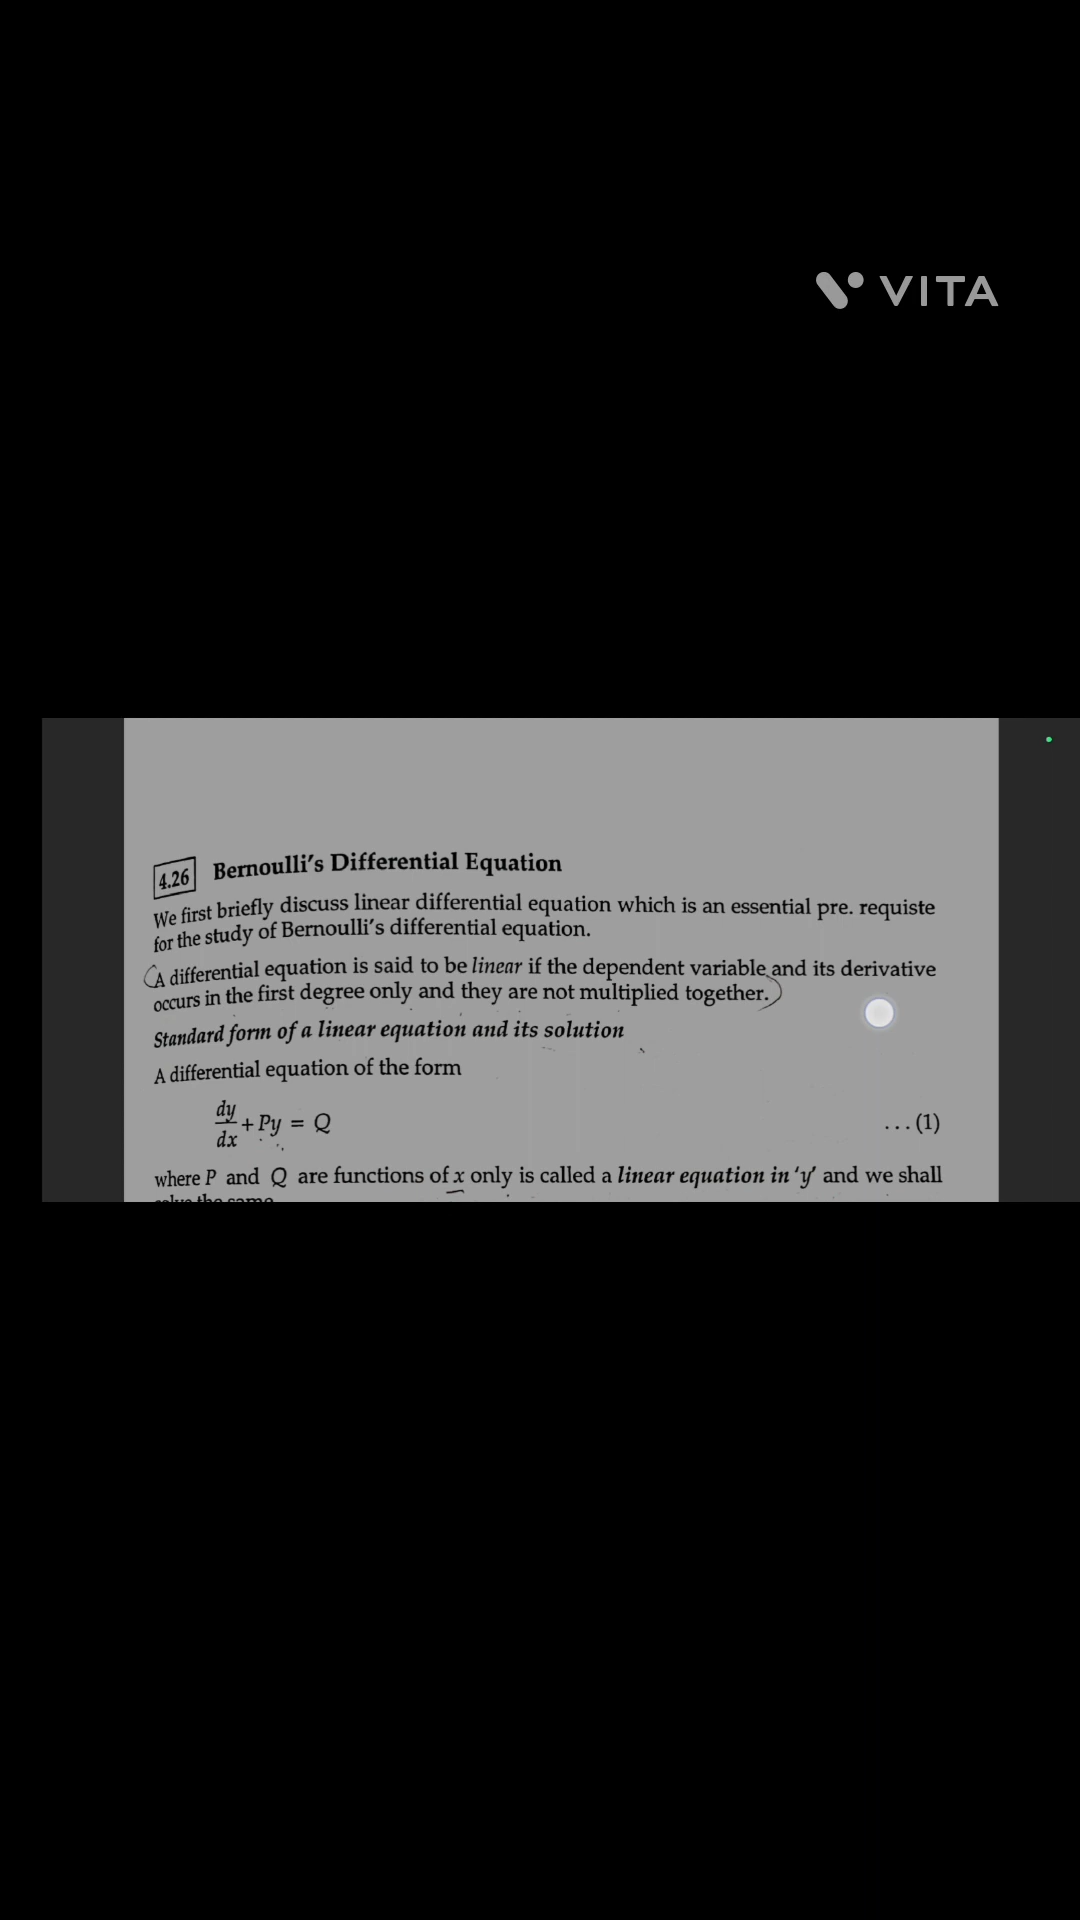 VITA
4.26 Bernoulli's Differential Equation
We first briefly discuss linear differential equation which is an essential pre. requiste
for the study of Bernoulli's differential equation.
A differential equation is said to be linear if the dependent variable and its derivative
occurs in the first degree only and they are not multiplied together.
Standard form of a linear equation and its solution
A differential equation of the form
dy/dx + Py = Q ... (1)
where P and Q are functions of x only is called a linear equation in 'y' and we shall
solve the same